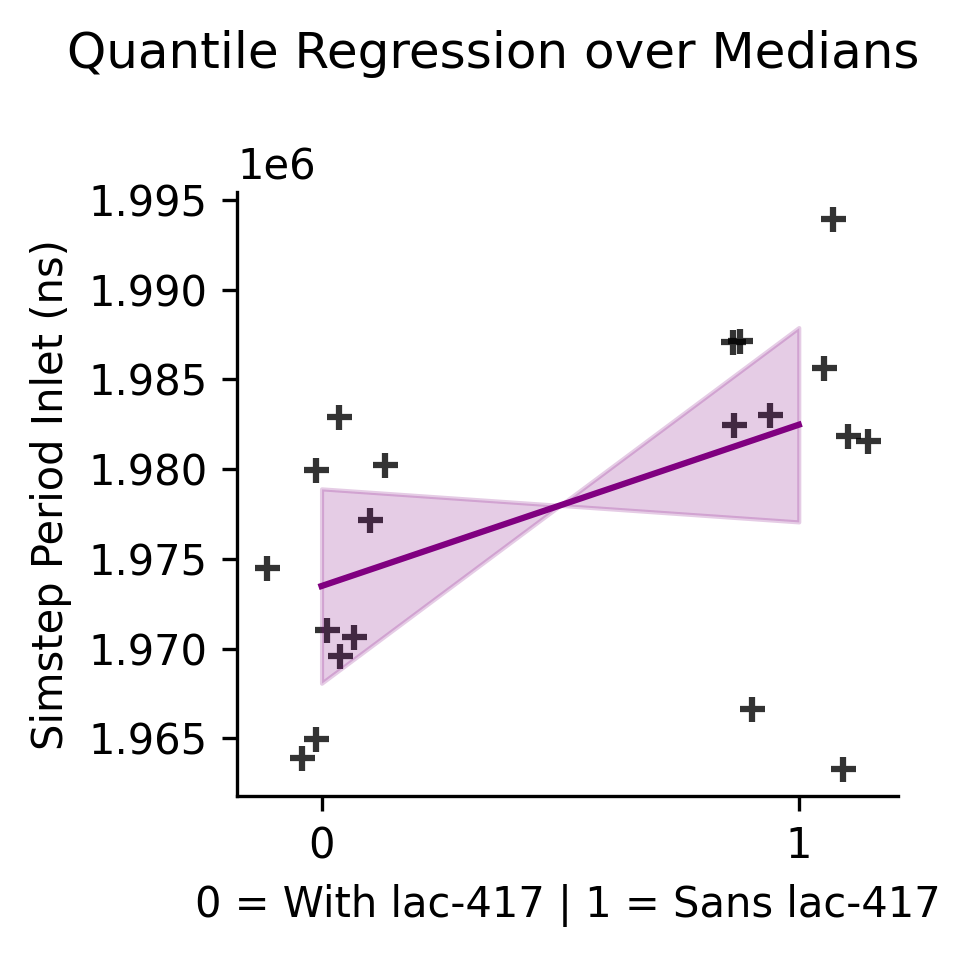 Quantile Regression over Medians
1e6
1.995
1.990
1.985
1.980
1.975
1.970
1.965
Simstep Period Inlet (ns)
0 1
0 = With lac-417 | 1 = Sans lac-417